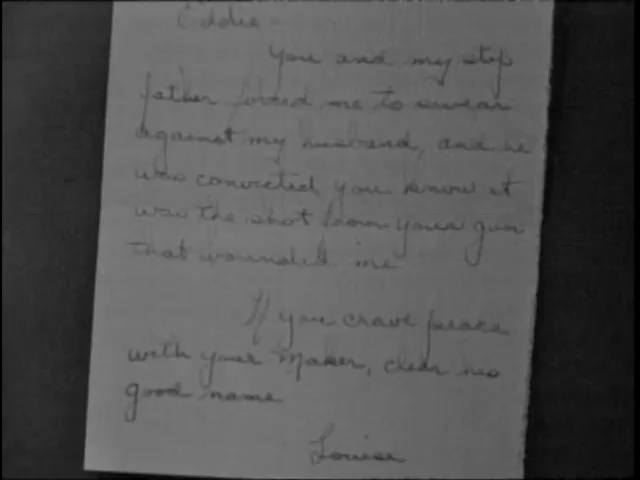 Eddie -
You and my step
father forced me to swear
against my husband, and he
was convicted you know it
was the shot from your gun
that wounded me
If you crave peace
with your Maker, clear his
good name
Louise